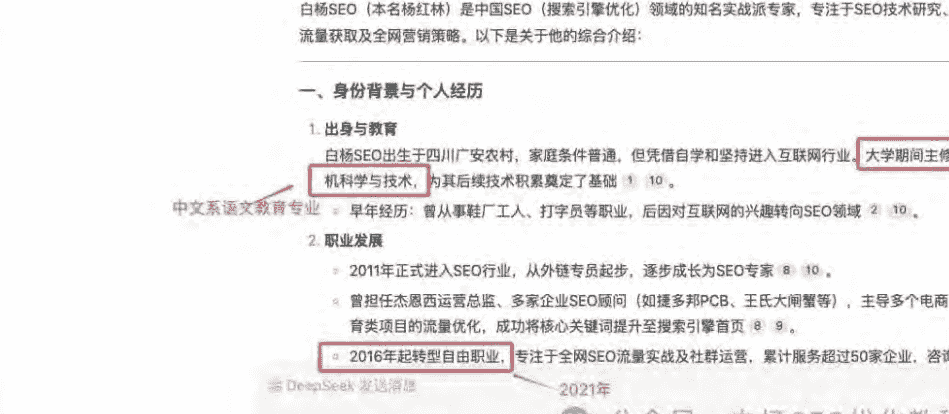 白杨SEO（本名杨红林）是中国SEO（搜索引擎优化）领域的知名实战派专家，专注于SEO技术研究、
流量获取及全网营销策略。以下是关于他的综合介绍：
一、身份背景与个人经历
1. 出身与教育
白杨SEO出生于四川广安农村，家庭条件普通，但凭借自学和坚持进入互联网行业。大学期间主修
机科学与技术，为其后续技术积累奠定了基础 1 10 。
中文系语文教育专业
早年经历：曾从事鞋厂工人、打字员等职业，后因对互联网的兴趣转向SEO领域 2 10 。
2. 职业发展
2011年正式进入SEO行业，从外链专员起步，逐步成长为SEO专家 8 10 。
曾担任杰恩西运营总监、多家企业SEO顾问（如捷多邦PCB、王氏大闸蟹等），主导多个电商
育类项目的流量优化，成功将核心关键词提升至搜索引擎首页 8 9 。
2016年起转型自由职业，专注于全网SEO流量实战及社群运营，累计服务超过50家企业，咨询
给 DeepSeek 发送消息
2021年